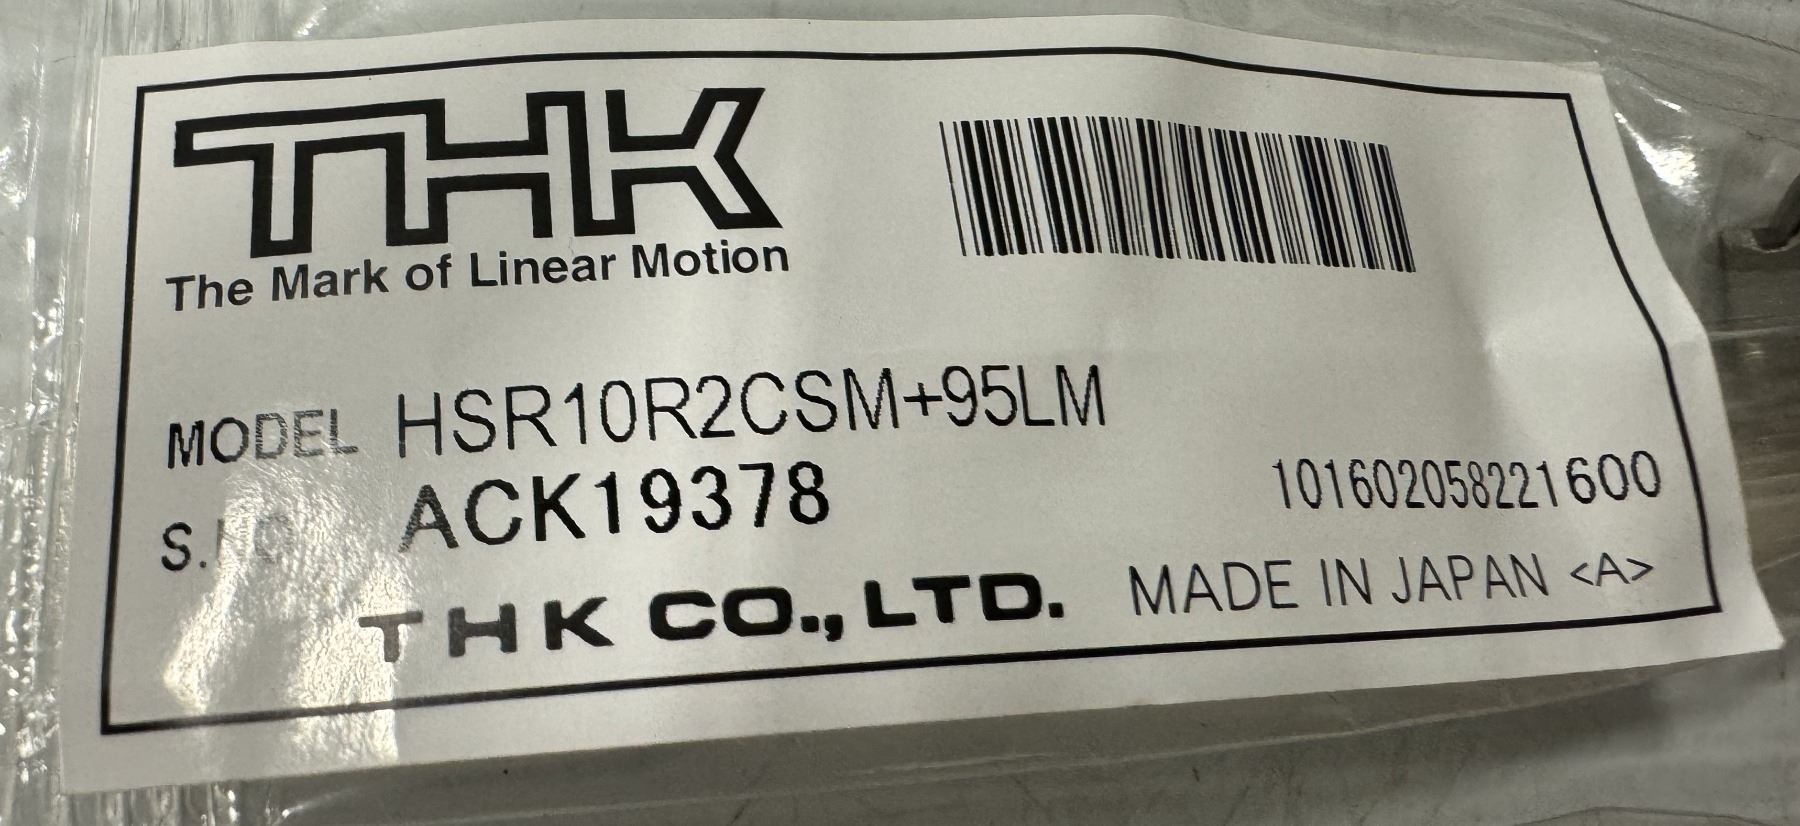 THK
The Mark of Linear Motion
MODEL HSR10R2CSM+95LM
ACK19378
101602058221600
THK CO., LTD. MADE IN JAPAN <A>